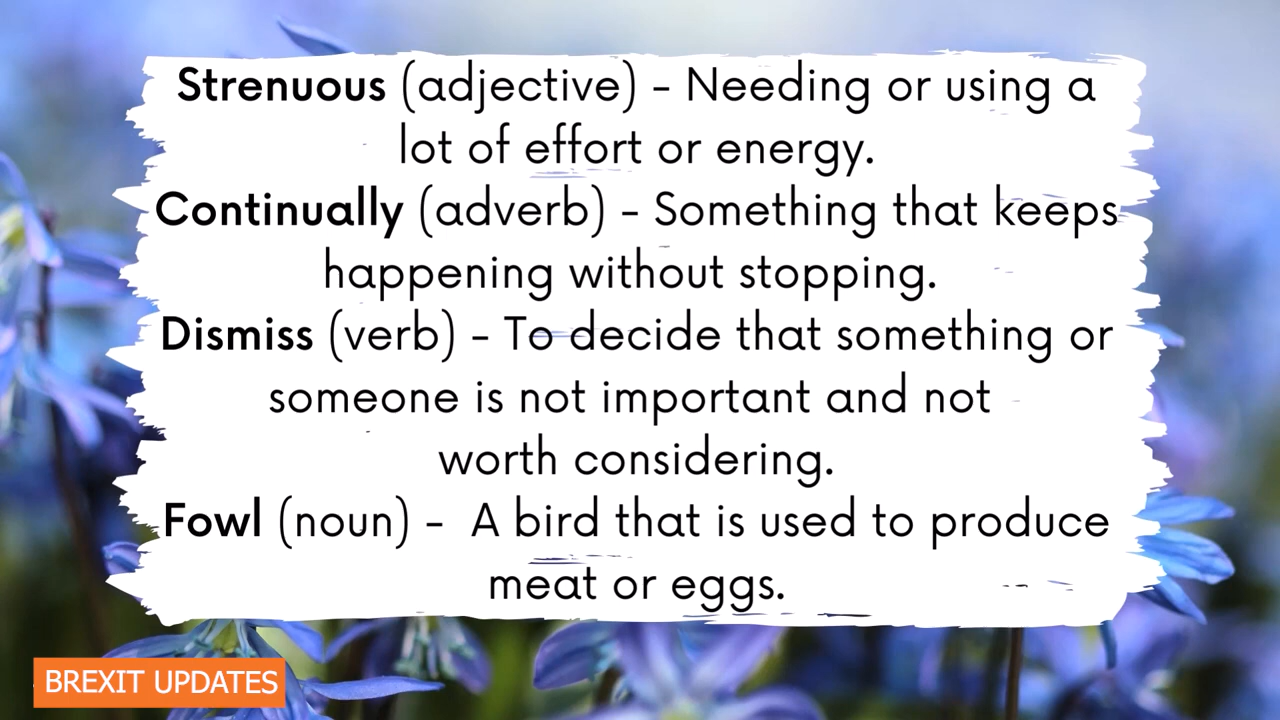 Strenuous (adjective) – Needing or using a
lot of effort or energy.
Continually (adverb) – Something that keeps
happening without stopping.
Dismiss (verb) – To decide that something or
someone is not important and not
worth considering.
Fowl (noun) –  A bird that is used to produce
meat or eggs.
BREXIT UPDATES